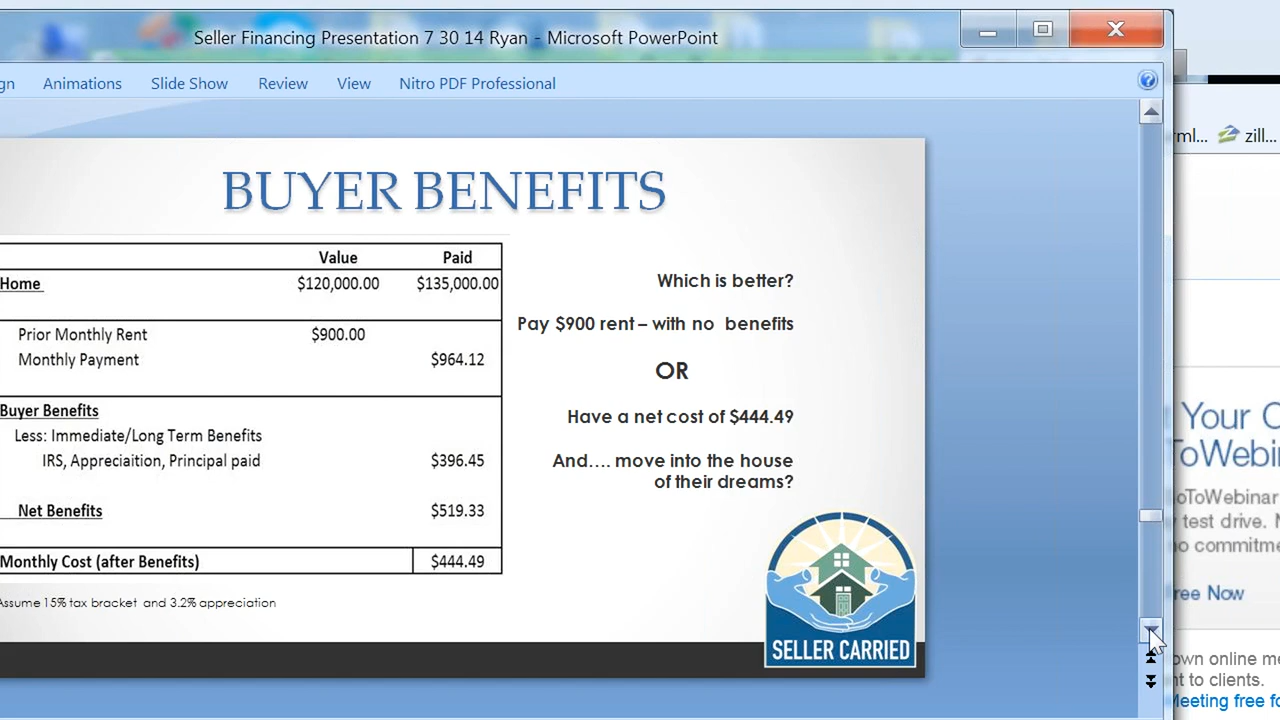 Seller Financing Presentation 7 30 14 Ryan - Microsoft PowerPoint
gn Animations Slide Show Review View Nitro PDF Professional
rml... zill...
BUYER BENEFITS
Value Paid
Home $120,000.00 $135,000.00
Prior Monthly Rent $900.00
Monthly Payment $964.12
Buyer Benefits
Less: Immediate/Long Term Benefits
IRS, Appreciaition, Principal paid $396.45
Net Benefits $519.33
Monthly Cost (after Benefits) $444.49
Assume 15% tax bracket and 3.2% appreciation
Which is better?
Pay $900 rent – with no benefits
OR
Have a net cost of $444.49
And…. move into the house
of their dreams?
SELLER CARRIED
Your C
ToWebin
oToWebinar
test drive. N
no commitme
ree Now
own online me
nt to clients.
Meeting free fo